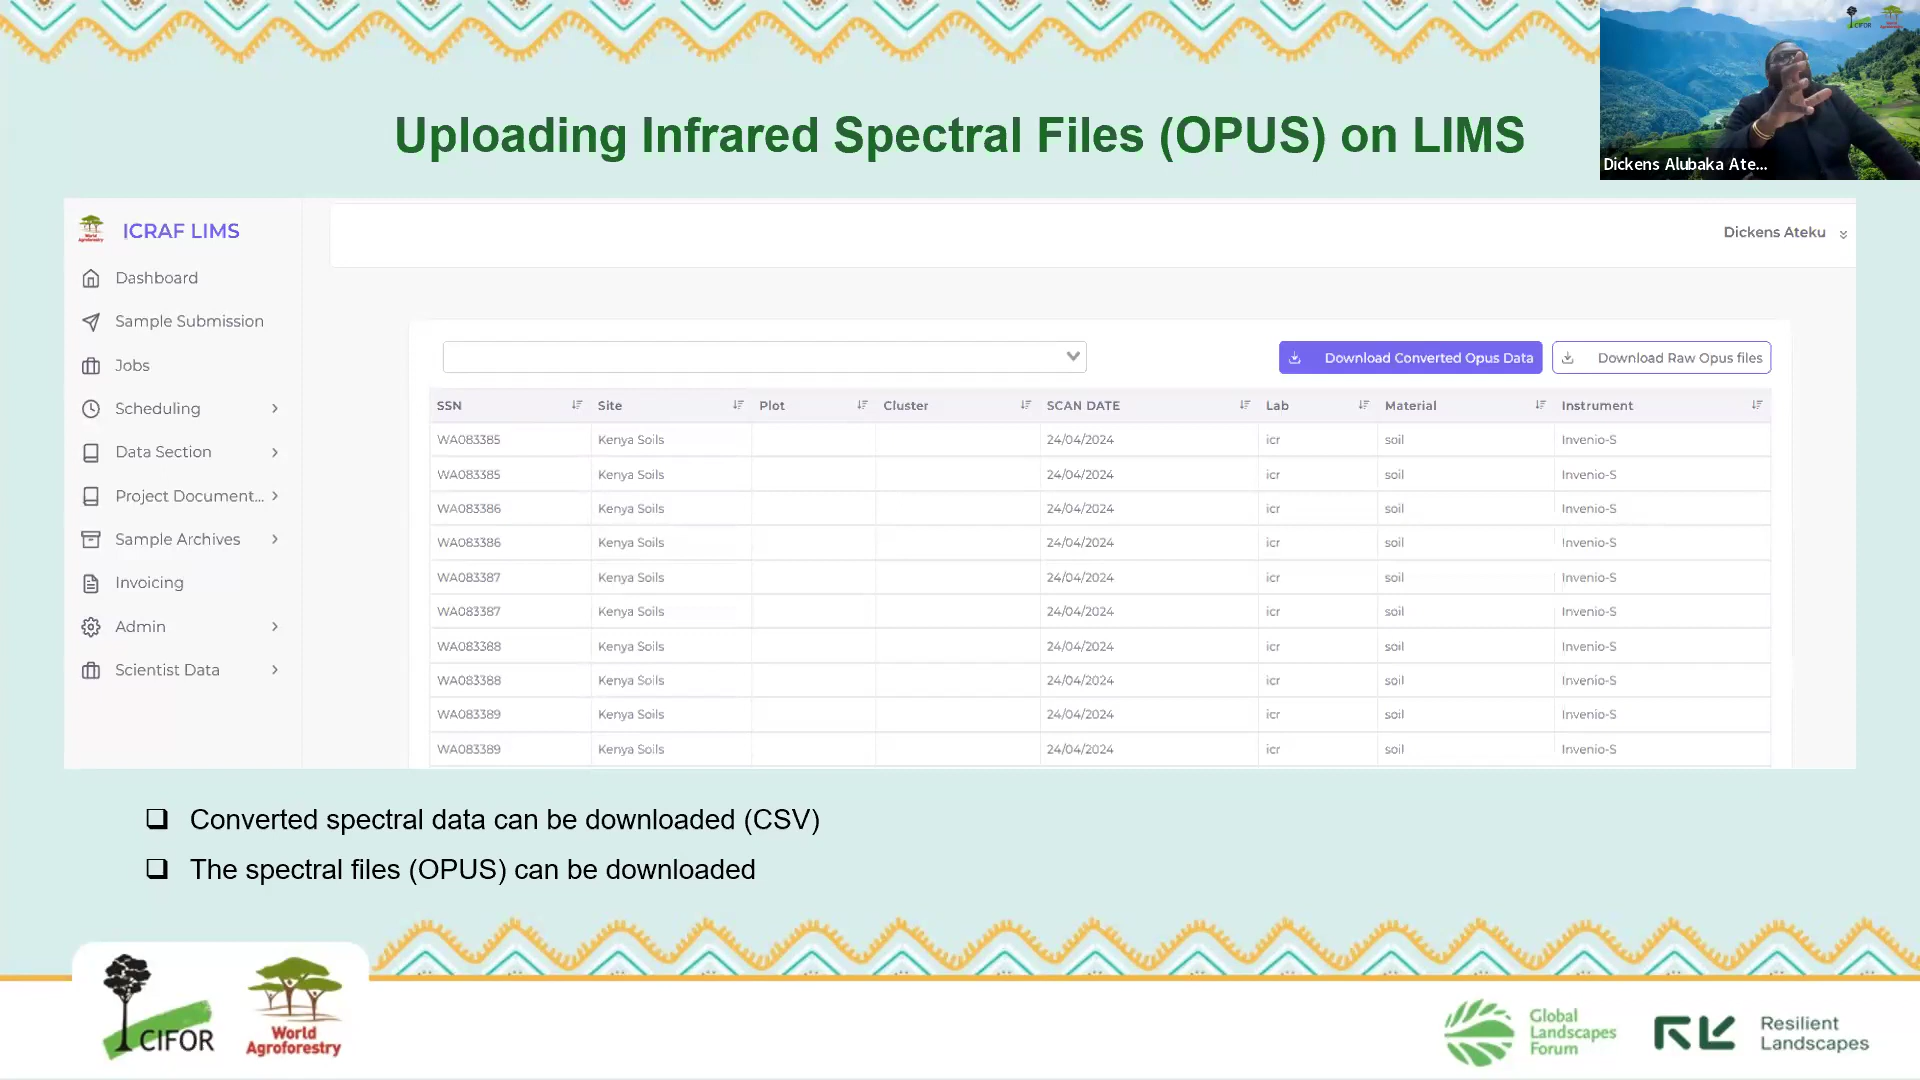 Uploading Infrared Spectral Files (OPUS) on LIMS
CIFOR
World
Agroforestry
Dickens Alubaka Ate...
World
Agroforestry
ICRAF LIMS
Dickens Ateku
Dashboard
Sample Submission
Jobs
Scheduling
Data Section
Project Document...
Sample Archives
Invoicing
Admin
Scientist Data
Download Converted Opus Data
Download Raw Opus files
SSN Site Plot Cluster SCAN DATE Lab Material Instrument
WA083385 Kenya Soils 24/04/2024 icr soil Invenio-S
WA083385 Kenya Soils 24/04/2024 icr soil Invenio-S
WA083386 Kenya Soils 24/04/2024 icr soil Invenio-S
WA083386 Kenya Soils 24/04/2024 icr soil Invenio-S
WA083387 Kenya Soils 24/04/2024 icr soil Invenio-S
WA083387 Kenya Soils 24/04/2024 icr soil Invenio-S
WA083388 Kenya Soils 24/04/2024 icr soil Invenio-S
WA083388 Kenya Soils 24/04/2024 icr soil Invenio-S
WA083389 Kenya Soils 24/04/2024 icr soil Invenio-S
WA083389 Kenya Soils 24/04/2024 icr soil Invenio-S
Converted spectral data can be downloaded (CSV)
The spectral files (OPUS) can be downloaded
CIFOR
World
Agroforestry
Global
Landscapes
Forum
Resilient
Landscapes